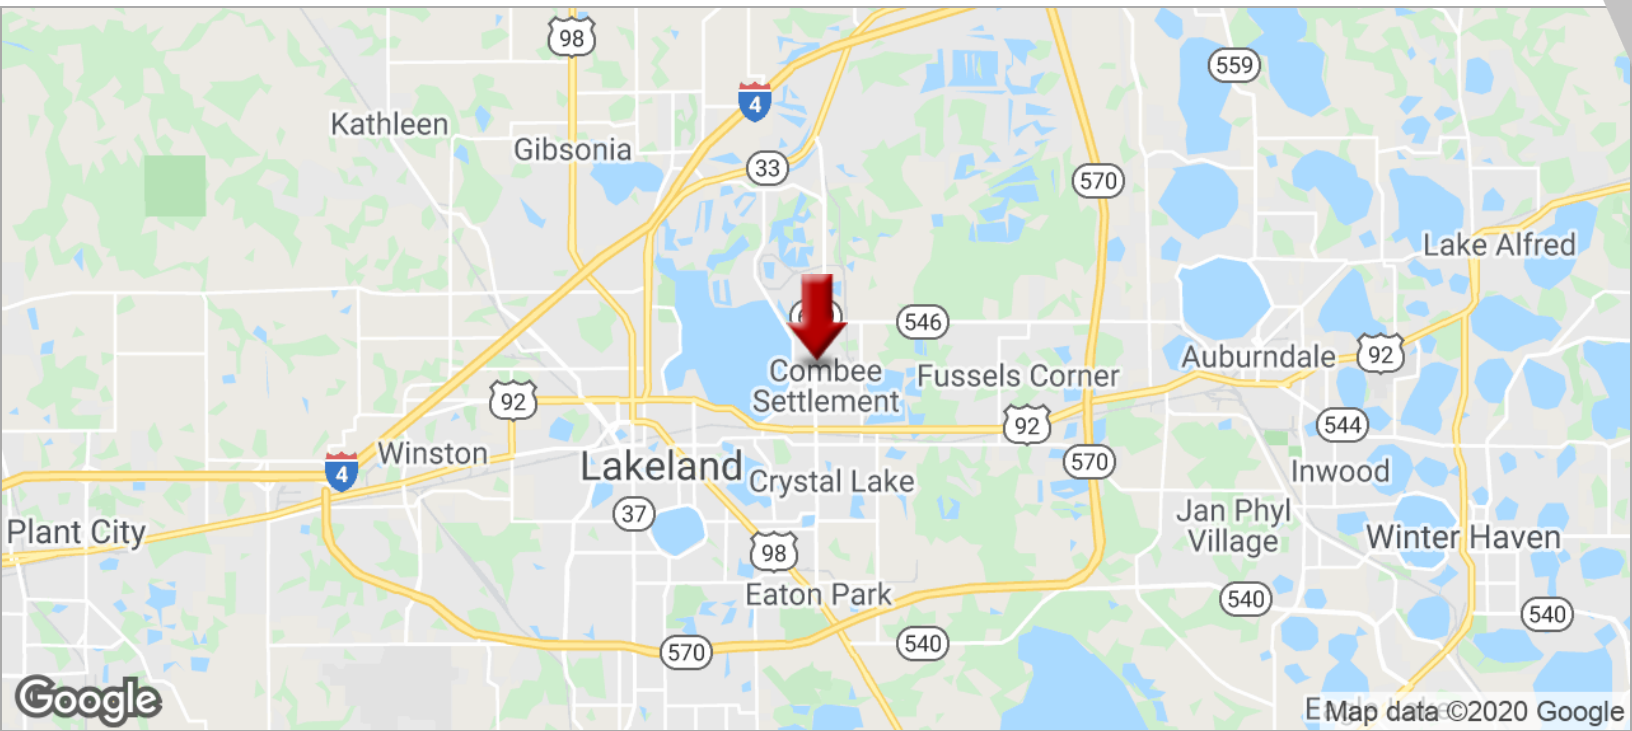 98
559
4
Kathleen
Gibsonia
33
570
Lake Alfred
546
Combee
Settlement
Fussels Corner
Auburndale
92
92
92
544
Winston
4
Lakeland
Crystal Lake
570
Inwood
37
Jan Phyl
Village
Plant City
Winter Haven
98
Eaton Park
540
540
570
540
Google
Map data ©2020 Google